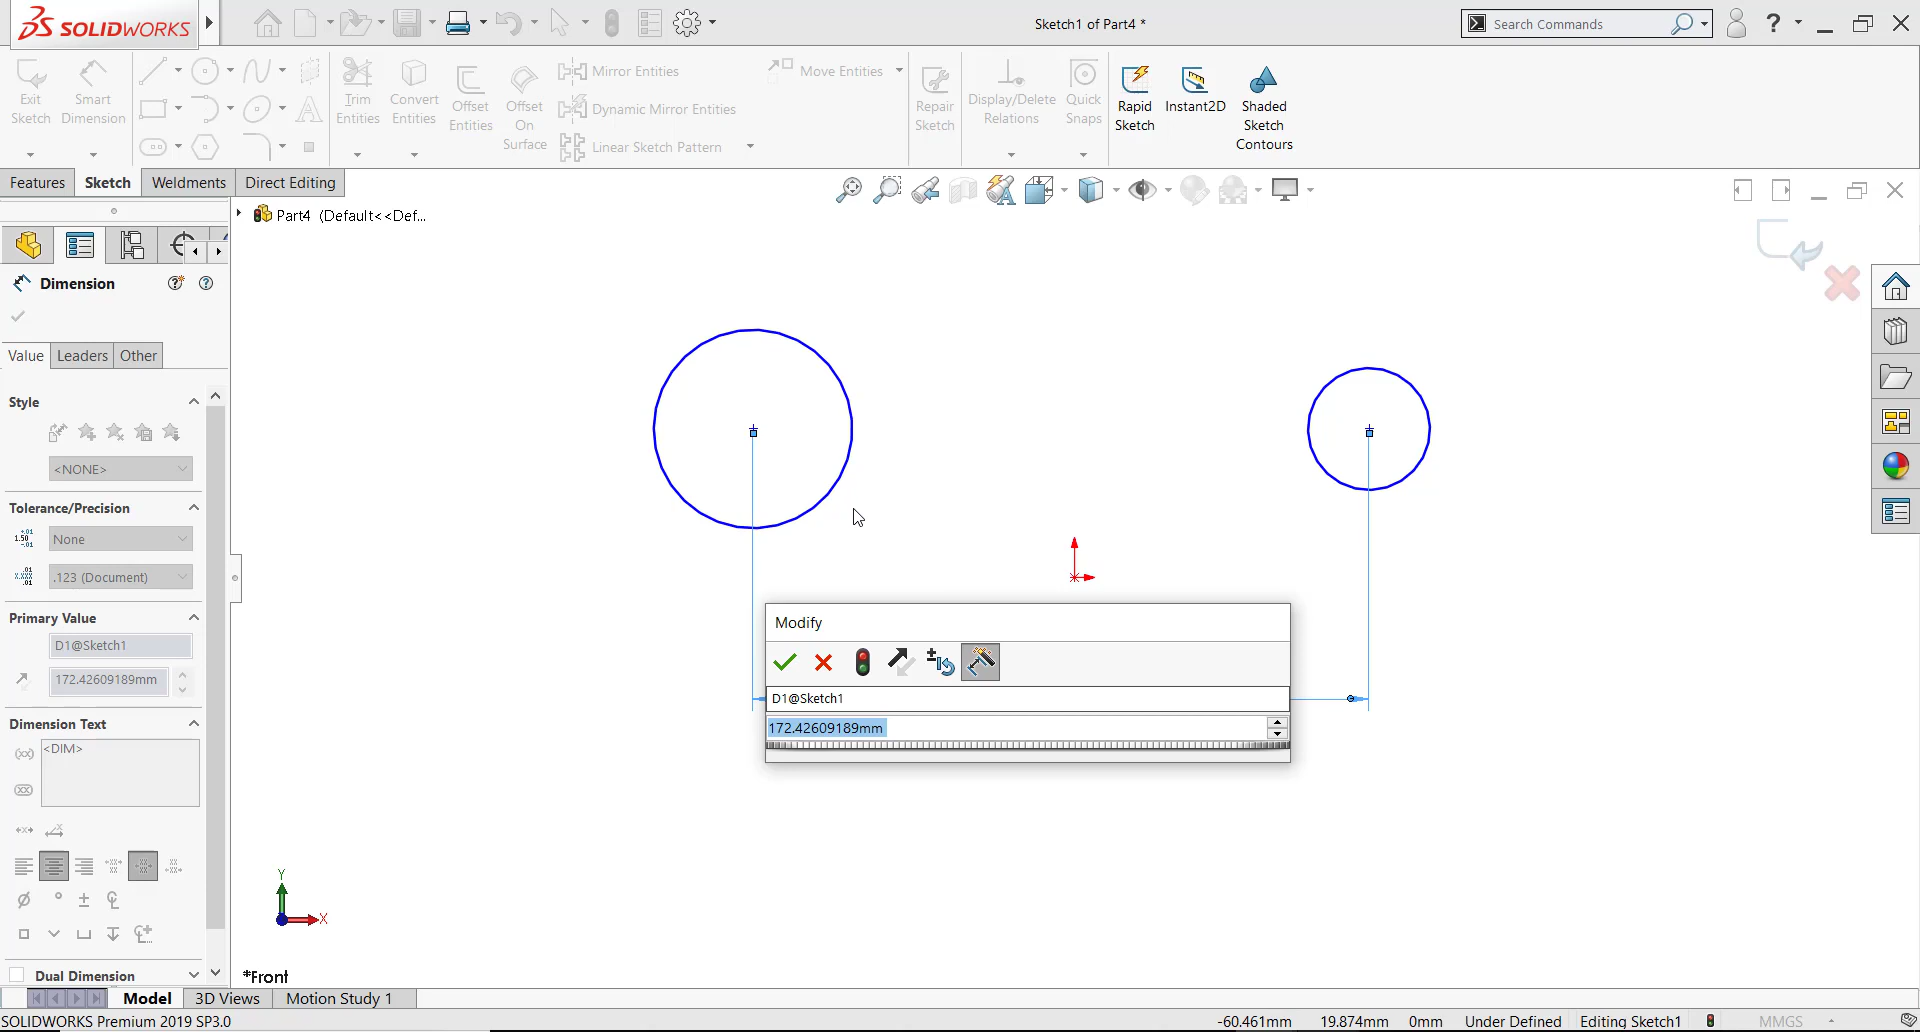 SOLIDWORKS
Sketch1 of Part4 *
Search Commands
?
Exit Sketch
Smart Dimension
Trim Entities
Convert Entities
Offset Entities
Offset On Surface
Mirror Entities
Dynamic Mirror Entities
Linear Sketch Pattern
Move Entities
Repair Sketch
Display/Delete Relations
Quick Snaps
Rapid Sketch
Instant2D
Shaded Sketch Contours
Features
Sketch
Weldments
Direct Editing
Part4 (Default<<Def...
Dimension
Value
Leaders
Other
Style
<NONE>
Tolerance/Precision
None
.123 (Document)
Primary Value
D1@Sketch1
172.42609189mm
Dimension Text
<DIM>
Dual Dimension
Modify
D1@Sketch1
172.42609189mm
Y
X
*Front
Model
3D Views
Motion Study 1
SOLIDWORKS Premium 2019 SP3.0
-60.461mm
19.874mm
0mm
Under Defined
Editing Sketch1
MMGS